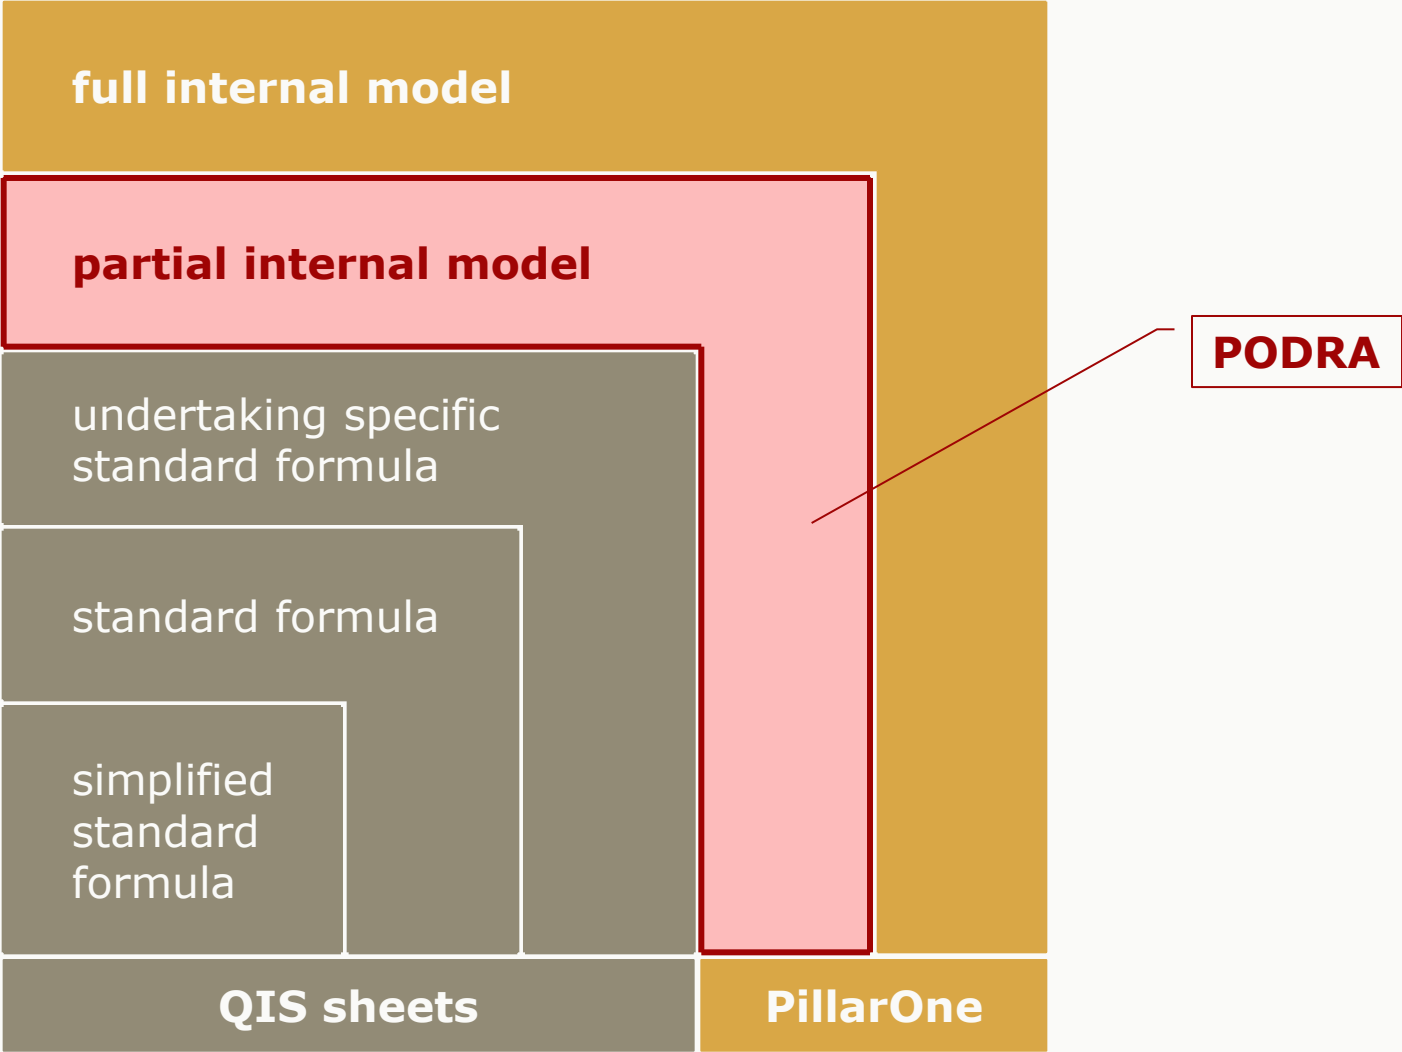 full internal model
partial internal model
PODRA
undertaking specific
standard formula
standard formula
simplified
standard
formula
QIS sheets
PillarOne